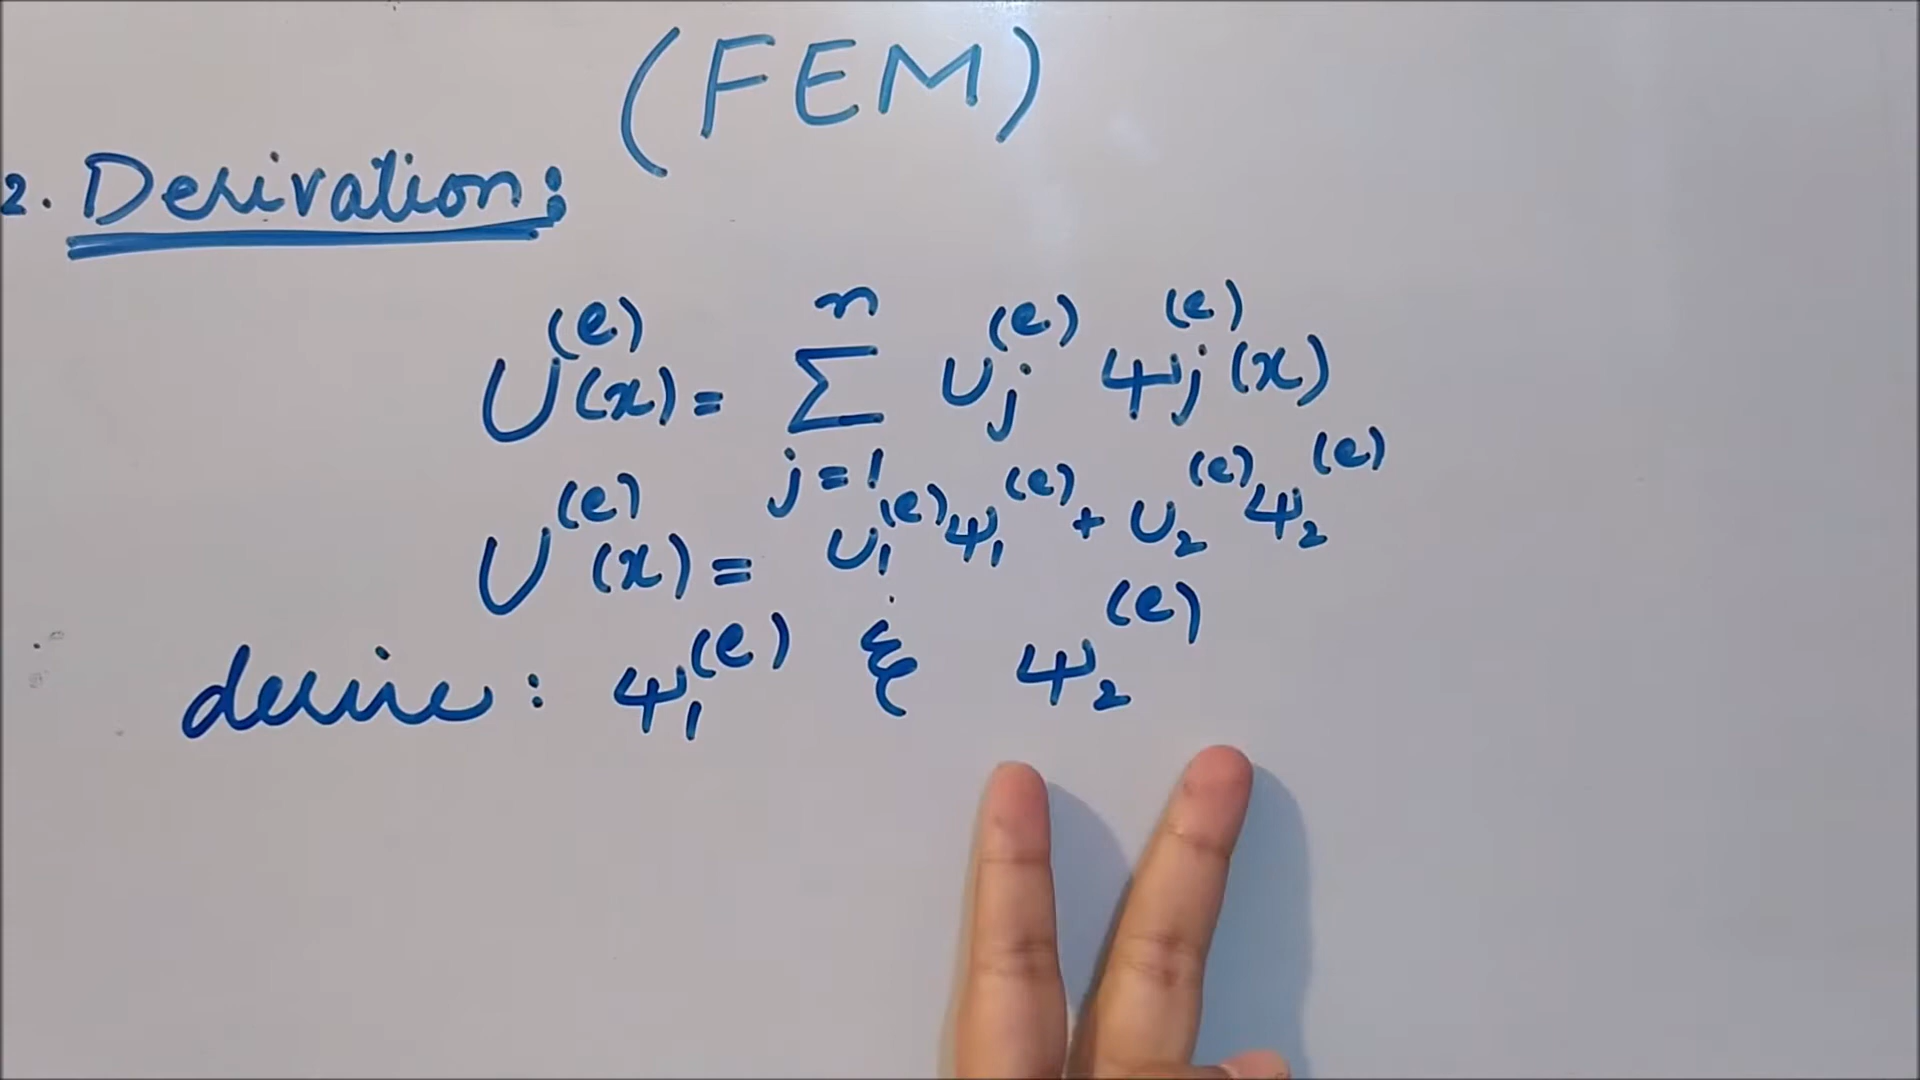 (FEM)
2. Derivation:
U^(e)(x) = Σ_{j=1}^{n} U_j^(e) Ψ_j^(e)(x)
U^(e)(x) = U_1^(e) Ψ_1^(e) + U_2^(e) Ψ_2^(e)
derive: Ψ_1^(e) & Ψ_2^(e)